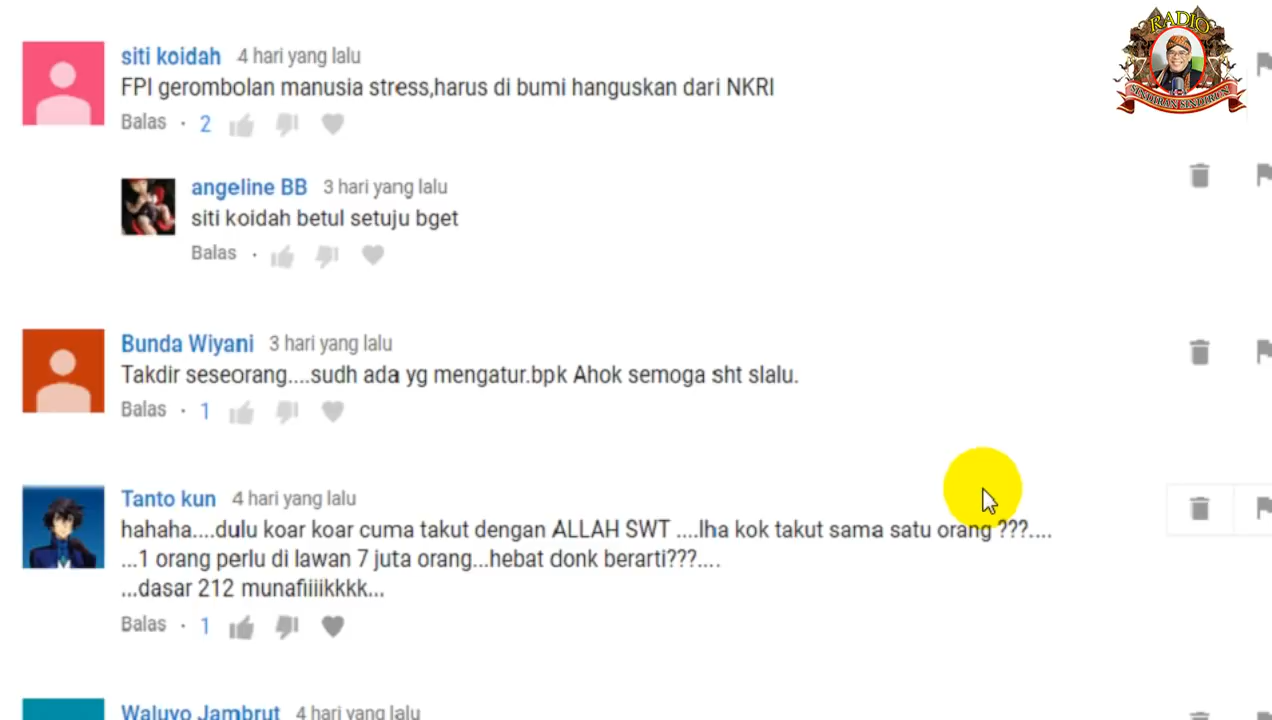 RADIO
SINDIRAN SINDIRUN!
siti koidah 4 hari yang lalu
FPI gerombolan manusia stress,harus di bumi hanguskan dari NKRI
Balas · 2
angeline BB 3 hari yang lalu
siti koidah betul setuju bget
Balas ·
Bunda Wiyani 3 hari yang lalu
Takdir seseorang....sudh ada yg mengatur.bpk Ahok semoga sht slalu.
Balas · 1
Tanto kun 4 hari yang lalu
hahaha....dulu koar koar cuma takut dengan ALLAH SWT ....lha kok takut sama satu orang ???....
...1 orang perlu di lawan 7 juta orang...hebat donk berarti???....
...dasar 212 munafiiiikkkk...
Balas · 1
Waluyo Jambrut 4 hari yang lalu